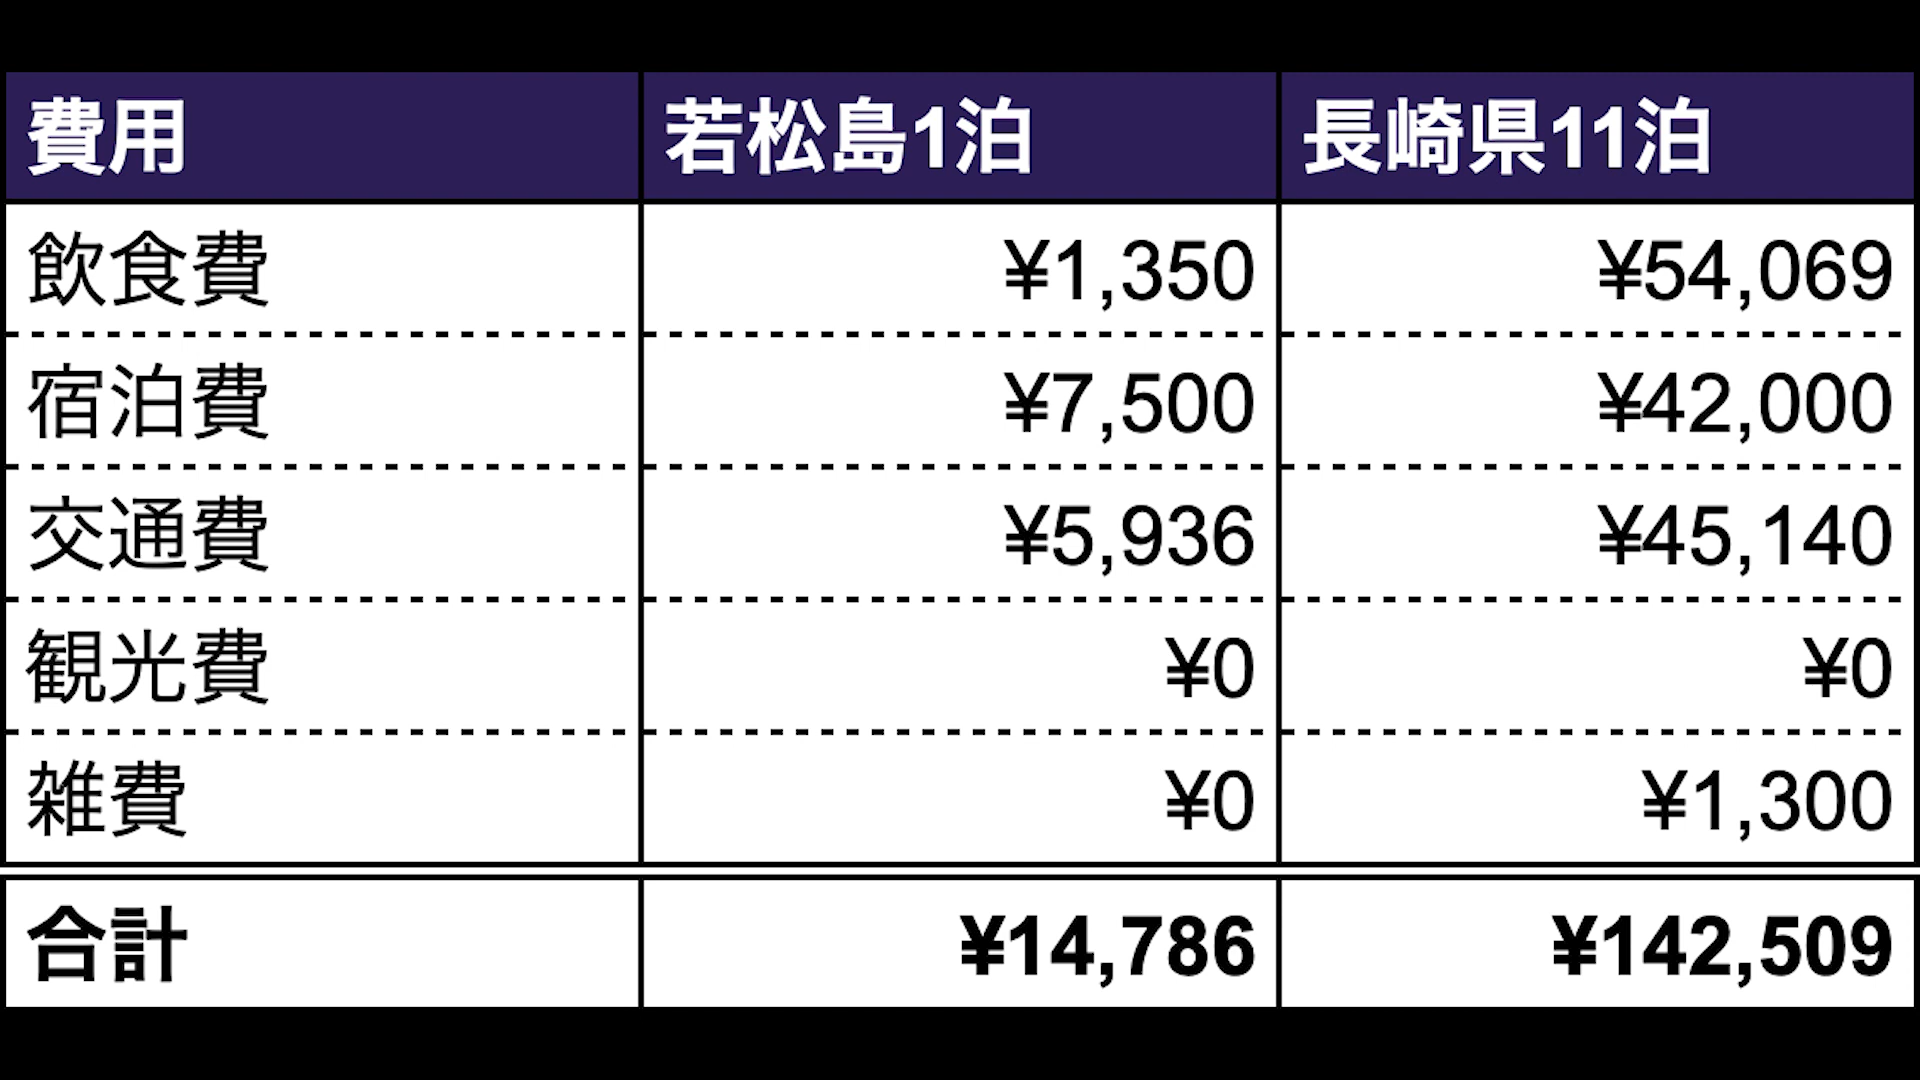 費用 若松島1泊 長崎県11泊
飲食費 ¥1,350 ¥54,069
宿泊費 ¥7,500 ¥42,000
交通費 ¥5,936 ¥45,140
観光費 ¥0 ¥0
雑費 ¥0 ¥1,300
合計 ¥14,786 ¥142,509